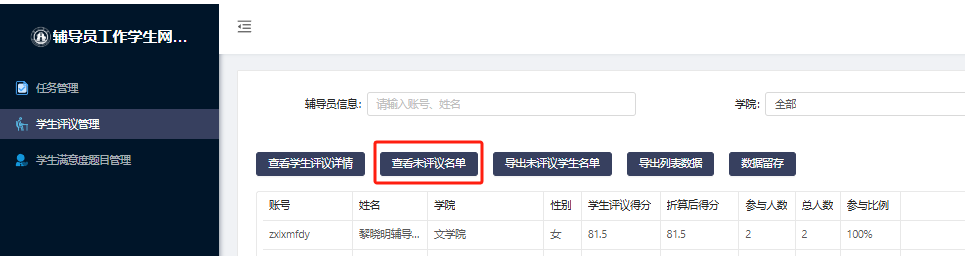 辅导员工作学生网...
任务管理
学生评议管理
学生满意度题目管理
辅导员信息: 请输入账号、姓名 学院: 全部
查看学生评议详情 查看未评议名单 导出未评议学生名单 导出列表数据 数据留存
账号 姓名 学院 性别 学生评议得分 折算后得分 参与人数 总人数 参与比例
zxlxmfdy 黎晓明辅导... 文学院 女 81.5 81.5 2 2 100%